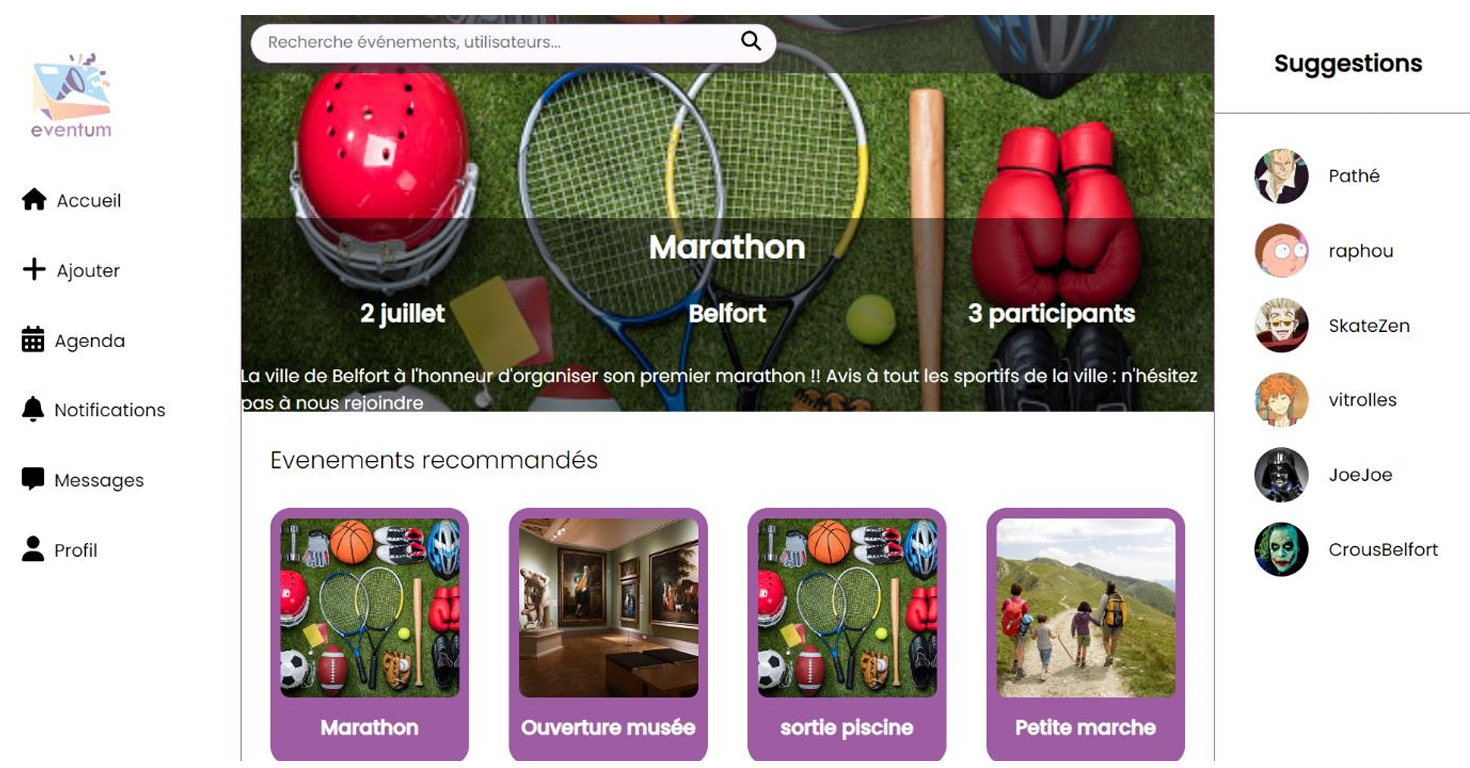 eventum
Accueil
Ajouter
Agenda
Notifications
Messages
Profil
Recherche événements, utilisateurs...
Marathon
2 juillet
Belfort
3 participants
La ville de Belfort à l'honneur d'organiser son premier marathon !! Avis à tout les sportifs de la ville : n'hésitez
pas à nous rejoindre
Evenements recommandés
Marathon
Ouverture musée
sortie piscine
Petite marche
Suggestions
Pathé
raphou
SkateZen
vitrolles
JoeJoe
CrousBelfort